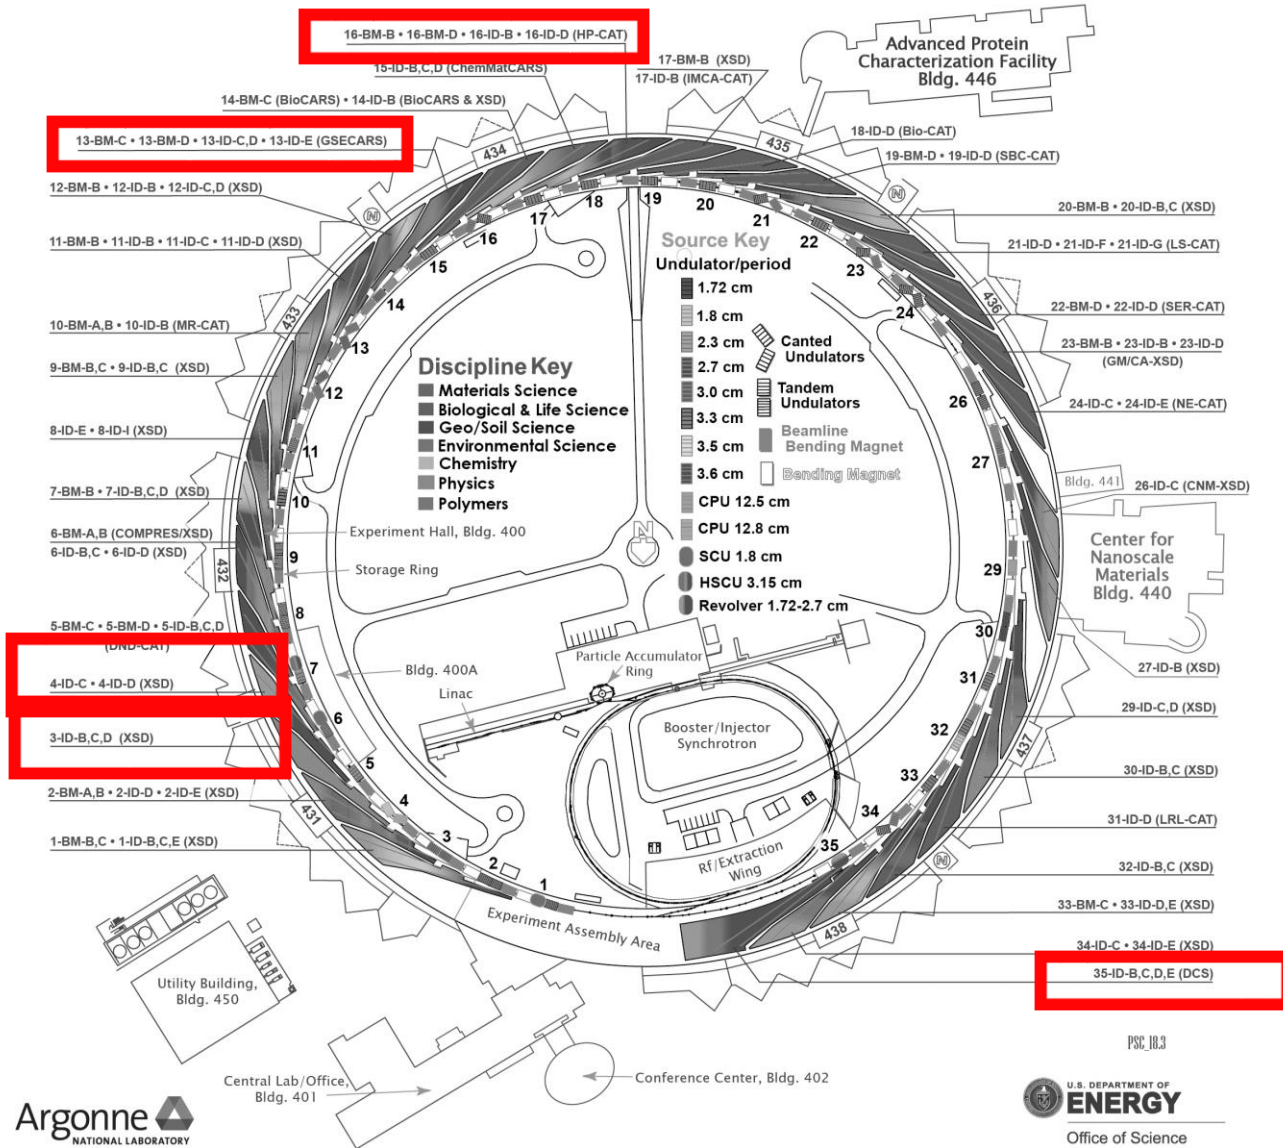 16-BM-B • 16-BM-D • 16-ID-B • 16-ID-D (HP-CAT)
15-ID-B,C,D (ChemMatCARS)
14-BM-C (BioCARS) • 14-ID-B (BioCARS & XSD)
13-BM-C • 13-BM-D • 13-ID-C,D • 13-ID-E (GSECARS)
12-BM-B • 12-ID-B • 12-ID-C,D (XSD)
11-BM-B • 11-ID-B • 11-ID-C • 11-ID-D (XSD)
10-BM-A,B • 10-ID-B (MR-CAT)
9-BM-B,C • 9-ID-B,C (XSD)
8-ID-E • 8-ID-I (XSD)
7-BM-B • 7-ID-B,C,D (XSD)
6-BM-A,B (COMPRES/XSD)
6-ID-B,C • 6-ID-D (XSD)
5-BM-C • 5-BM-D • 5-ID-B,C,D
(DND-CAT)
4-ID-C • 4-ID-D (XSD)
3-ID-B,C,D (XSD)
2-BM-A,B • 2-ID-D • 2-ID-E (XSD)
1-BM-B,C • 1-ID-B,C,E (XSD)
17-BM-B (XSD)
17-ID-B (IMCA-CAT)
Advanced Protein
Characterization Facility
Bldg. 446
18-ID-D (Bio-CAT)
19-BM-D • 19-ID-D (SBC-CAT)
20-BM-B • 20-ID-B,C (XSD)
21-ID-D • 21-ID-F • 21-ID-G (LS-CAT)
22-BM-D • 22-ID-D (SER-CAT)
23-BM-B • 23-ID-B • 23-ID-D
(GM/CA-XSD)
24-ID-C • 24-ID-E (NE-CAT)
Bldg. 441
26-ID-C (CNM-XSD)
Center for
Nanoscale
Materials
Bldg. 440
27-ID-B (XSD)
29-ID-C,D (XSD)
30-ID-B,C (XSD)
31-ID-D (LRL-CAT)
32-ID-B,C (XSD)
33-BM-C • 33-ID-D,E (XSD)
34-ID-C • 34-ID-E (XSD)
35-ID-B,C,D,E (DCS)
431
432
433
434
435
436
437
438
N
N
N
N
1
2
3
4
5
6
7
8
9
10
11
12
13
14
15
16
17
18
19
20
21
22
23
24
26
27
29
30
31
32
33
34
35
Source Key
Undulator/period
1.72 cm
1.8 cm
2.3 cm
2.7 cm
3.0 cm
3.3 cm
3.5 cm
3.6 cm
CPU 12.5 cm
CPU 12.8 cm
SCU 1.8 cm
HSCU 3.15 cm
Revolver 1.72-2.7 cm
Canted
Undulators
Tandem
Undulators
Beamline
Bending Magnet
Bending Magnet
Discipline Key
Materials Science
Biological & Life Science
Geo/Soil Science
Environmental Science
Chemistry
Physics
Polymers
Experiment Hall, Bldg. 400
Storage Ring
Bldg. 400A
Linac
Particle Accumulator
Ring
Booster/Injector
Synchrotron
Rf/Extraction
Wing
Experiment Assembly Area
Utility Building,
Bldg. 450
Central Lab/Office,
Bldg. 401
Conference Center, Bldg. 402
PSC_18.3
Argonne
NATIONAL LABORATORY
U.S. DEPARTMENT OF
ENERGY
Office of Science